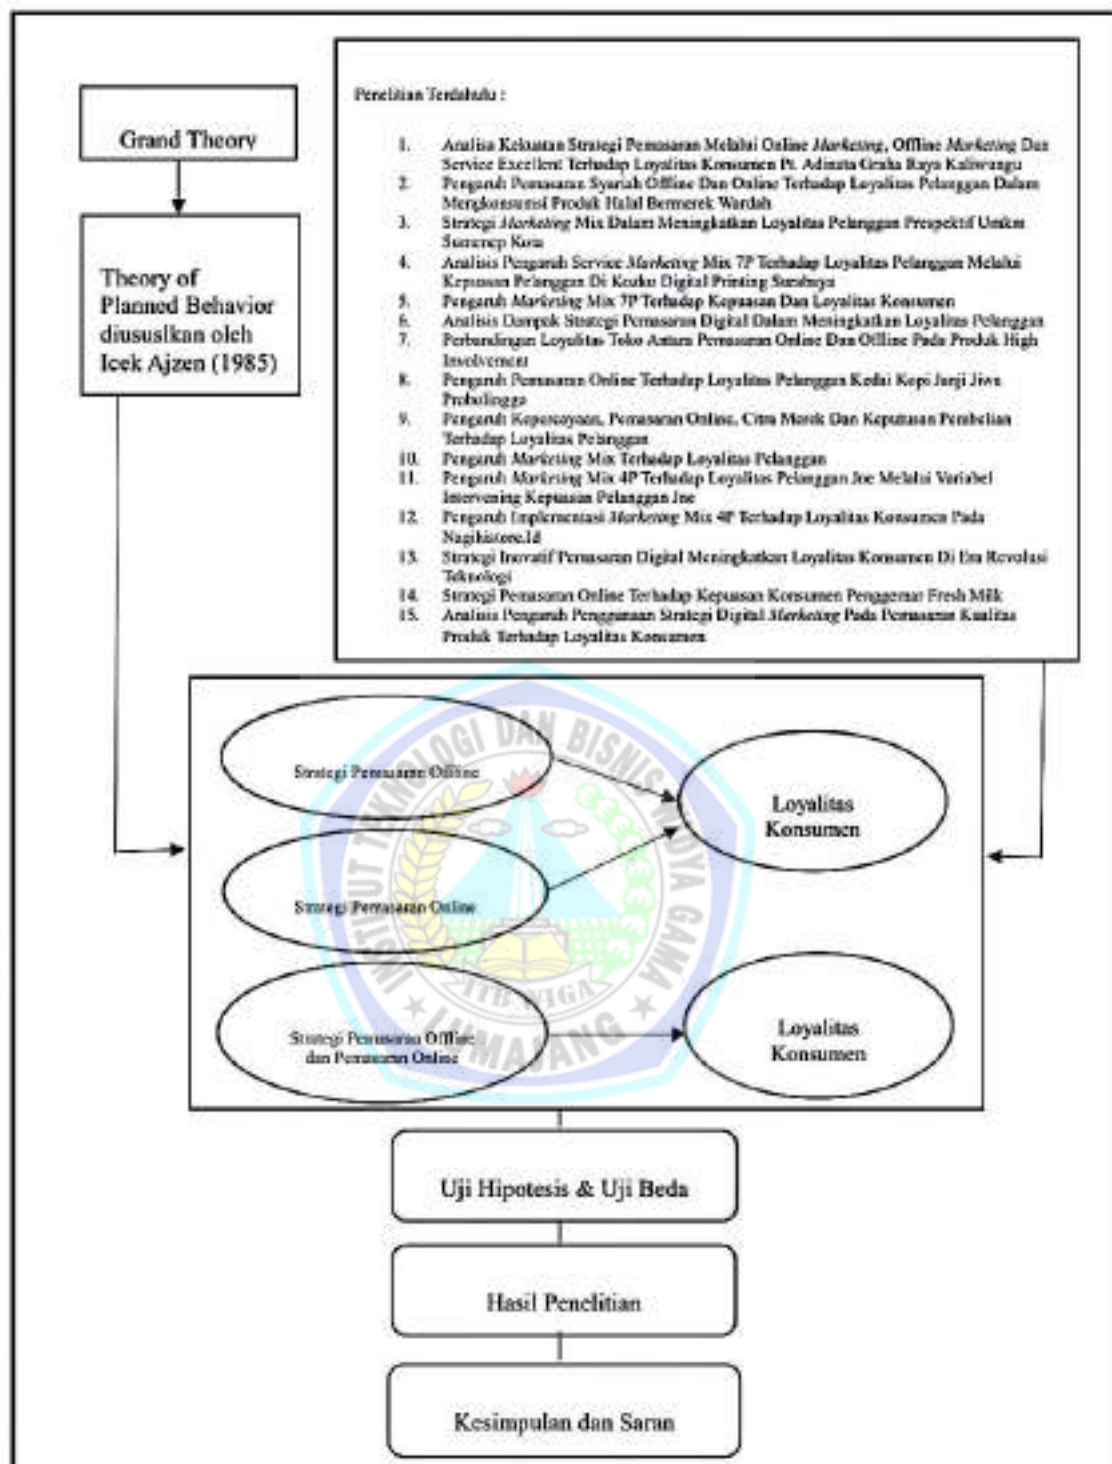 Grand Theory
Theory of
Planned Behavior
diususlkan oleh
Icek Ajzen (1985)
Penelitian Terdahulu :
1. Analisa Kekuatan Strategi Pemasaran Melalui Online Marketing, Offline Marketing Dan
Service Excellent Terhadap Loyalitas Konsumen Pt. Adinata Graha Raya Kaliwungu
2. Pengaruh Pemasaran Syariah Offline Dan Online Terhadap Loyalitas Pelanggan Dalam
Mengkonsumsi Produk Halal Bermerek Wardah
3. Strategi Marketing Mix Dalam Meningkatkan Loyalitas Pelanggan Prespektif Umkm
Sumenep Kota
4. Analisis Pengaruh Service Marketing Mix 7P Terhadap Loyalitas Pelanggan Melalui
Kepuasan Pelanggan Di Digital Printing Surabaya
5. Pengaruh Marketing Mix 7P Terhadap Kepuasan Dan Loyalitas Konsumen
6. Analisis Dampak Strategi Pemasaran Digital Dalam Meningkatkan Loyalitas Pelanggan
7. Perbandingan Loyalitas Toko Antara Pemasaran Online Dan Offline Pada Produk High
Involvement
8. Pengaruh Pemasaran Online Terhadap Loyalitas Pelanggan Kedai Kopi Janji Jiwa
Probolinggo
9. Pengaruh Kepercayaan, Pemasaran Online, Citra Merek Dan Keputusan Pembelian
Terhadap Loyalitas Pelanggan
10. Pengaruh Marketing Mix Terhadap Loyalitas Pelanggan
11. Pengaruh Marketing Mix 4P Terhadap Loyalitas Pelanggan Jne Melalui Variabel
Intervening Kepuasan Pelanggan Jne
12. Pengaruh Implementasi Marketing Mix 4P Terhadap Loyalitas Konsumen Pada
Nagihistore.Id
13. Strategi Inovatif Pemasaran Digital Meningkatkan Loyalitas Konsumen Di Era Revolusi
Teknologi
14. Strategi Pemasaran Online Terhadap Kepuasan Konsumen Penggemar Fresh Milk
15. Analisis Pengaruh Penggunaan Strategi Digital Marketing Pada Pemasaran Kualitas
Produk Terhadap Loyalitas Konsumen
Strategi Pemasaran Offline
Loyalitas
Konsumen
Strategi Pemasaran Online
Strategi Pemasaran Offline
dan Pemasaran Online
Loyalitas
Konsumen
INSTITUT TEKNOLOGI DAN BISNIS WIDYA GAMA
ITB WIGA
LUMAJANG
Uji Hipotesis & Uji Beda
Hasil Penelitian
Kesimpulan dan Saran